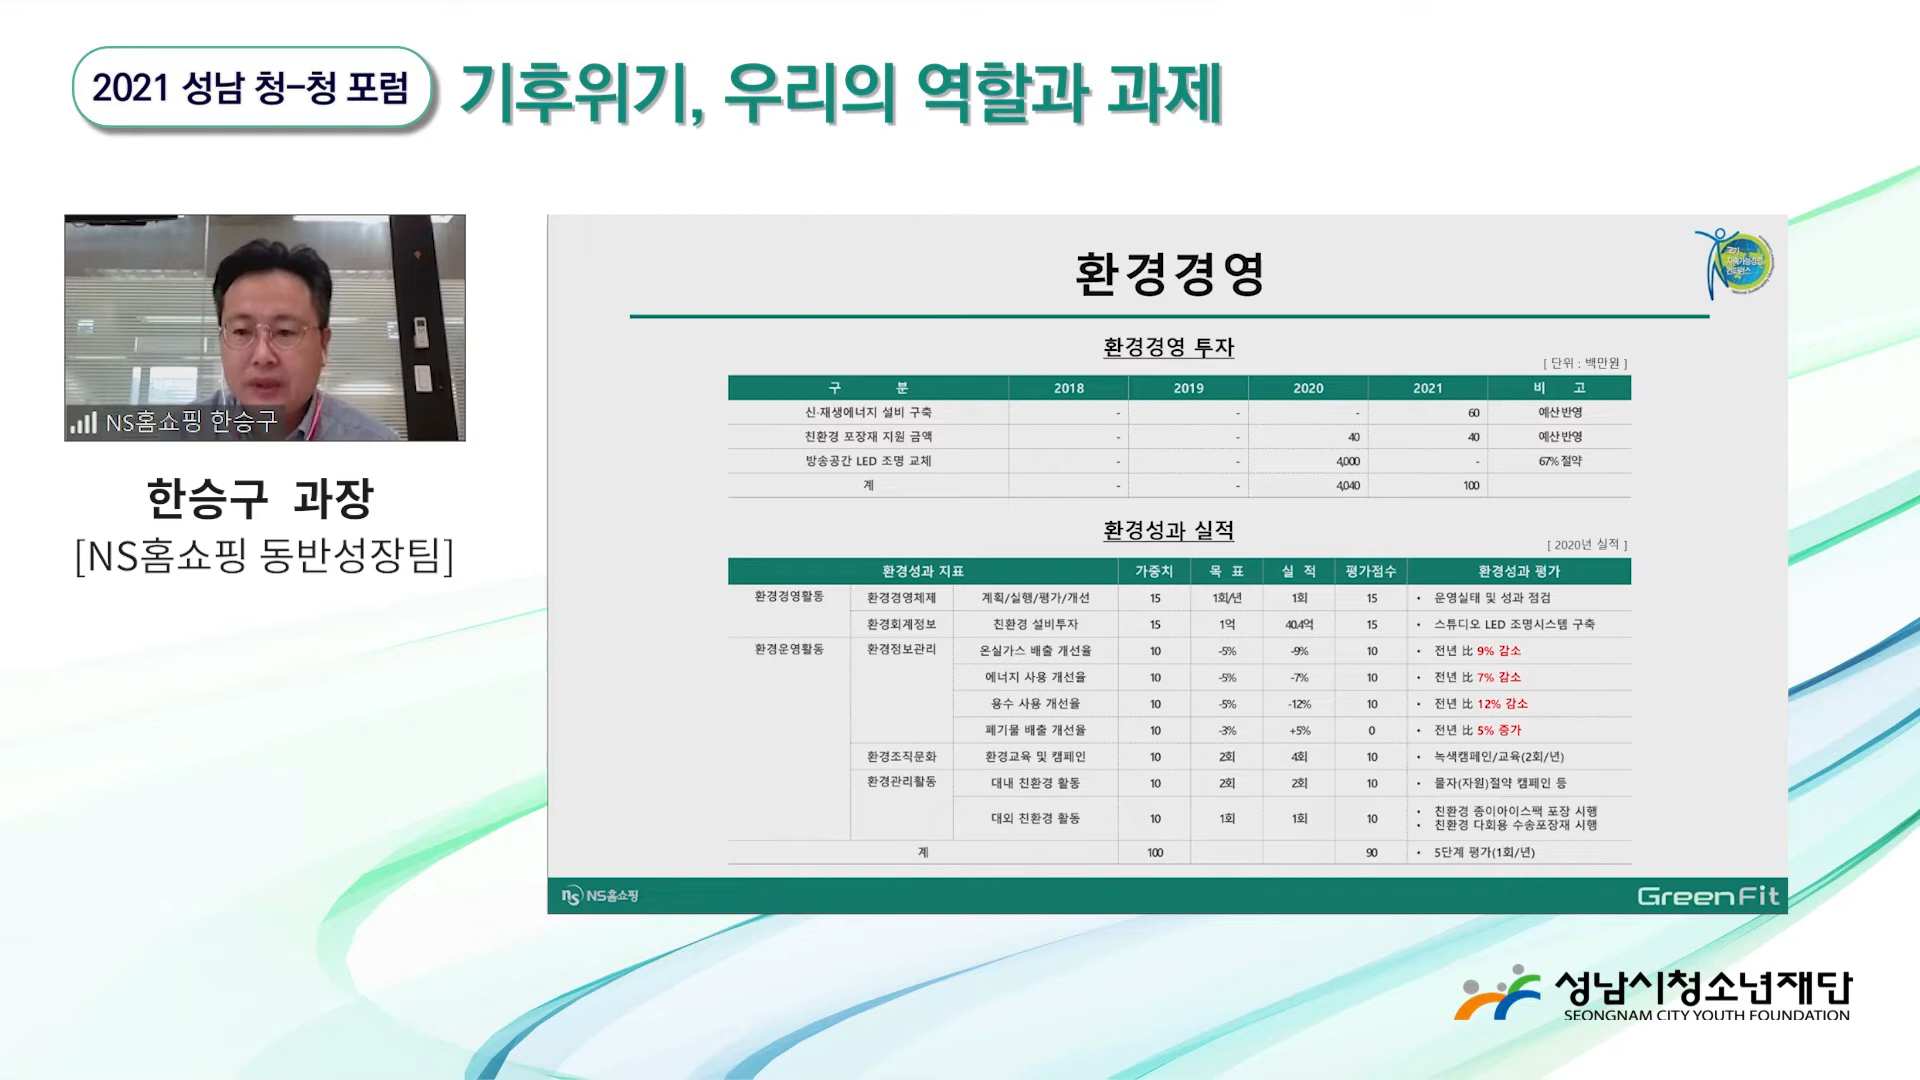 2021 성남 청-청 포럼
기후위기, 우리의 역할과 과제
NS홈쇼핑 한승구
한승구 과장
[NS홈쇼핑 동반성장팀]
환경경영
환경경영 투자
[ 단위 : 백만원 ]
구 분 2018 2019 2020 2021 비 고
신·재생에너지 설비 구축 - - - 60 예산반영
친환경 포장재 지원 금액 - - 40 40 예산반영
방송공간 LED 조명 교체 - - 4,000 - 67% 절약
계 - - 4,040 100
환경성과 실적
[ 2020년 실적 ]
환경성과 지표 가중치 목 표 실 적 평가점수 환경성과 평가
환경경영활동 환경경영체제 계획/실행/평가/개선 15 1회/년 1회 15 • 운영실태 및 성과 점검
환경회계정보 친환경 설비투자 15 1억 40.4억 15 • 스튜디오 LED 조명시스템 구축
환경운영활동 환경정보관리 온실가스 배출 개선율 10 -5% -9% 10 • 전년 比 9% 감소
에너지 사용 개선율 10 -5% -7% 10 • 전년 比 7% 감소
용수 사용 개선율 10 -5% -12% 10 • 전년 比 12% 감소
폐기물 배출 개선율 10 -3% +5% 0 • 전년 比 5% 증가
환경조직문화 환경교육 및 캠페인 10 2회 4회 10 • 녹색캠페인/교육(2회/년)
환경관리활동 대내 친환경 활동 10 2회 2회 10 • 물자(자원)절약 캠페인 등
대외 친환경 활동 10 1회 1회 10 • 친환경 종이아이스팩 포장 시행
• 친환경 다회용 수송포장재 시행
계 100 90 • 5단계 평가(1회/년)
ns NS홈쇼핑
GreenFit
성남시청소년재단
SEONGNAM CITY YOUTH FOUNDATION